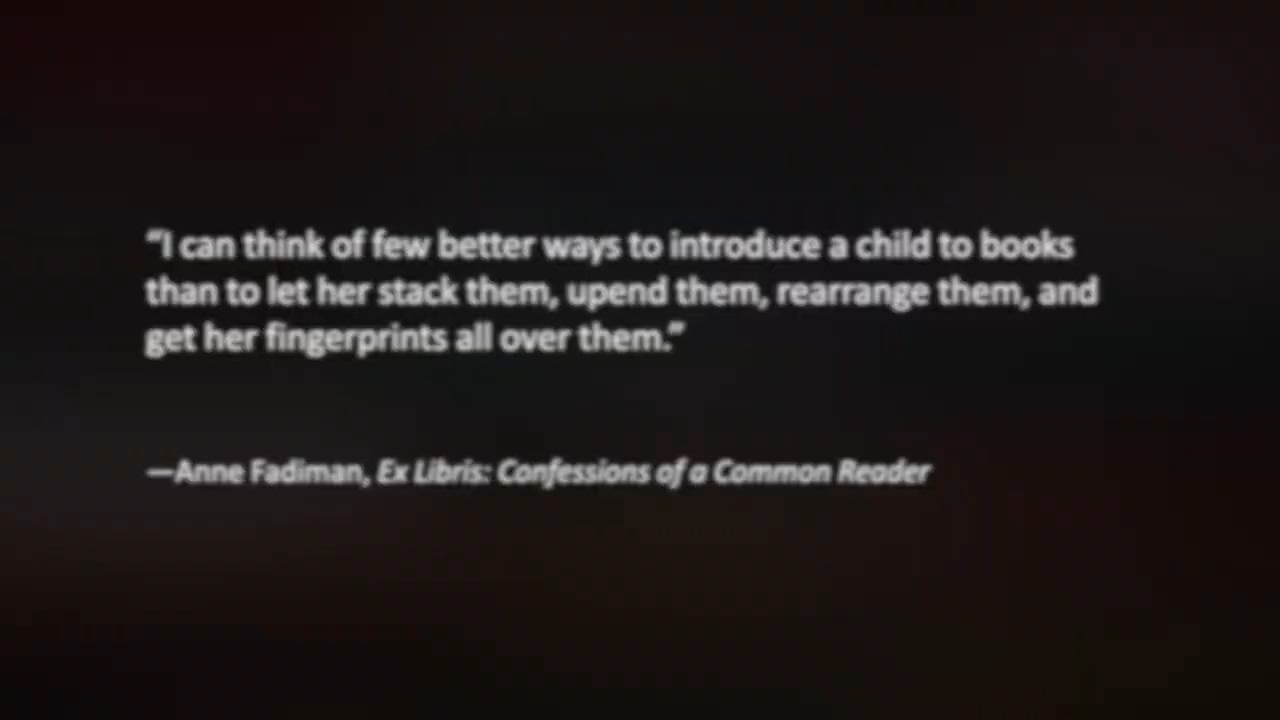 “I can think of few better ways to introduce a child to books
than to let her stack them, upend them, rearrange them, and
get her fingerprints all over them.”
—Anne Fadiman, Ex Libris: Confessions of a Common Reader